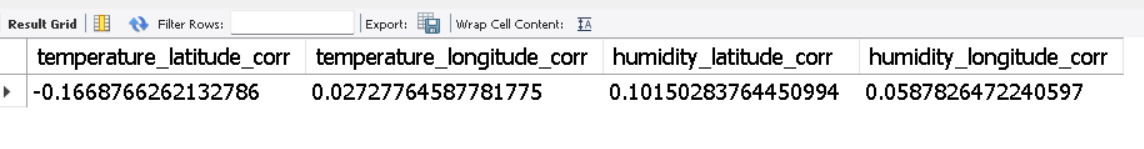 Result Grid Filter Rows: Export: Wrap Cell Content:
temperature_latitude_corr temperature_longitude_corr humidity_latitude_corr humidity_longitude_corr
-0.1668766262132786 0.02727764587781775 0.10150283764450994 0.0587826472240597